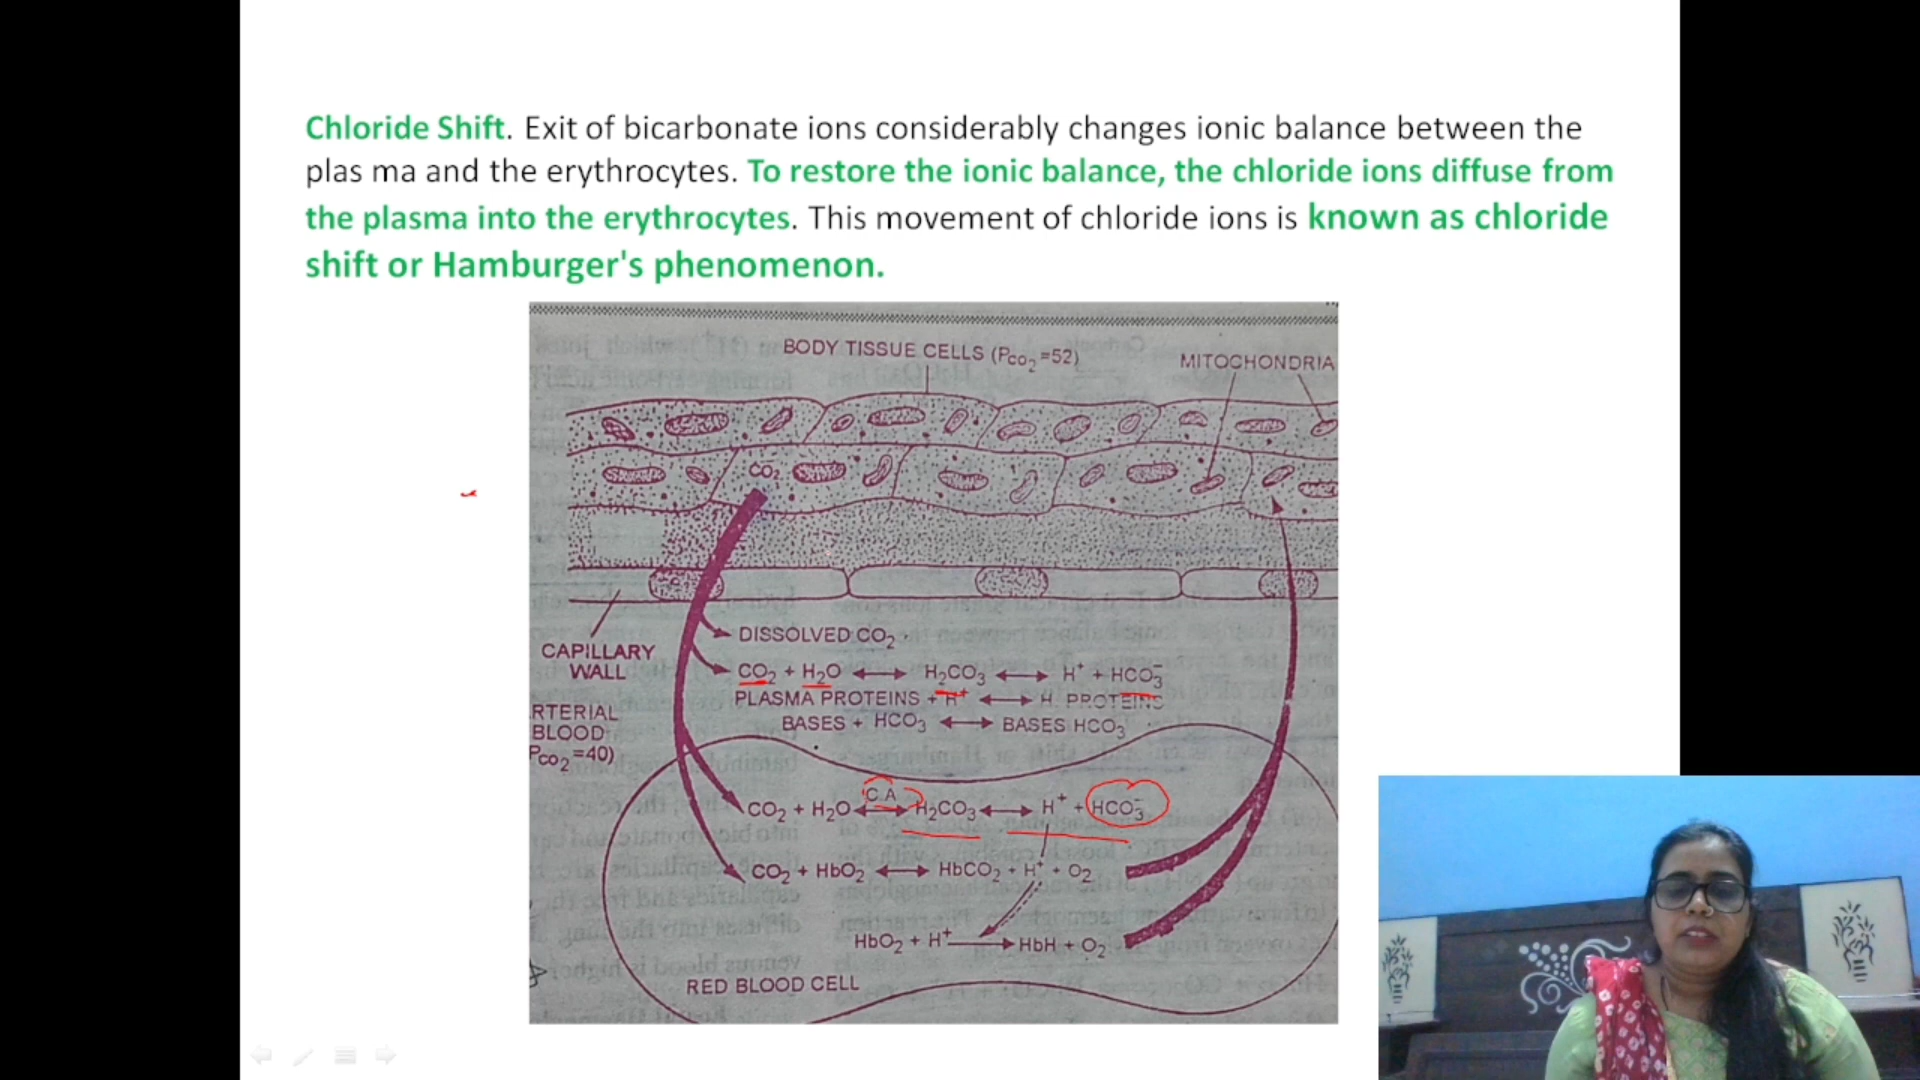 Chloride Shift. Exit of bicarbonate ions considerably changes ionic balance between the
plas ma and the erythrocytes. To restore the ionic balance, the chloride ions diffuse from
the plasma into the erythrocytes. This movement of chloride ions is known as chloride
shift or Hamburger's phenomenon.
BODY TISSUE CELLS (Pco₂=52)
MITOCHONDRIA
CO₂
DISSOLVED CO₂
CAPILLARY
WALL
CO₂ + H₂O ⟷ H₂CO₃ ⟷ H⁺ + HCO₃⁻
PLASMA PROTEINS + H⁺ ⟷ H PROTEINS
RTERIAL
BLOOD
Pco₂=40)
BASES + HCO₃ ⟷ BASES HCO₃
CO₂ + H₂O ⟷ C.A H₂CO₃ ⟷ H⁺ + HCO₃⁻
CO₂ + HbO₂ ⟷ HbCO₂ + H⁺ + O₂
HbO₂ + H⁺ → HbH + O₂
RED BLOOD CELL